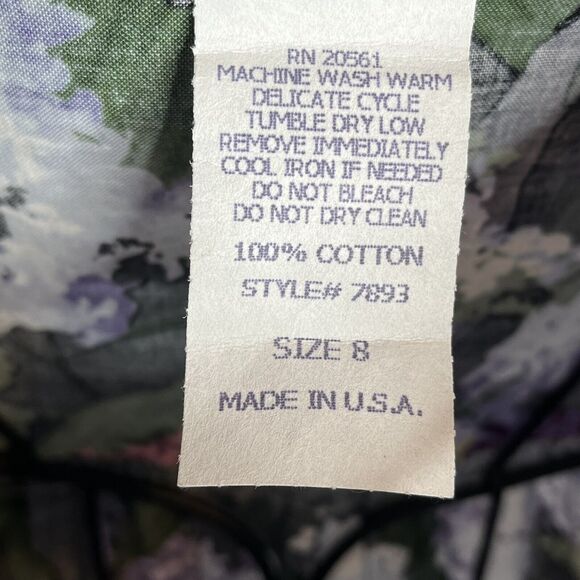 RN 20561
MACHINE WASH WARM
DELICATE CYCLE
TUMBLE DRY LOW
REMOVE IMMEDIATELY
COOL IRON IF NEEDED
DO NOT BLEACH
DO NOT DRY CLEAN
100% COTTON
STYLE# 7893
SIZE 8
MADE IN U.S.A.